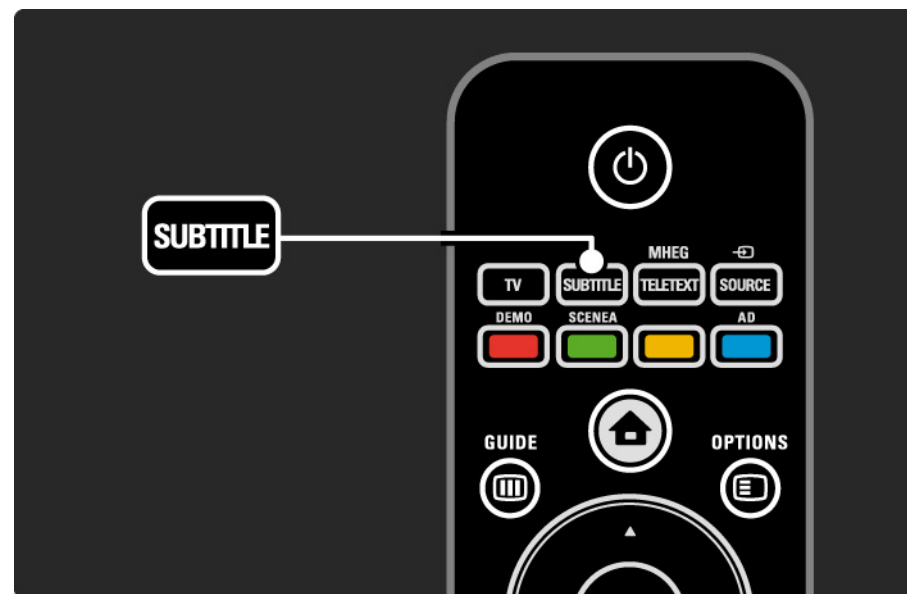 SUBTITLE
MHEG
TV SUBTITLE TELETEXT SOURCE
DEMO SCENEA AD
GUIDE OPTIONS